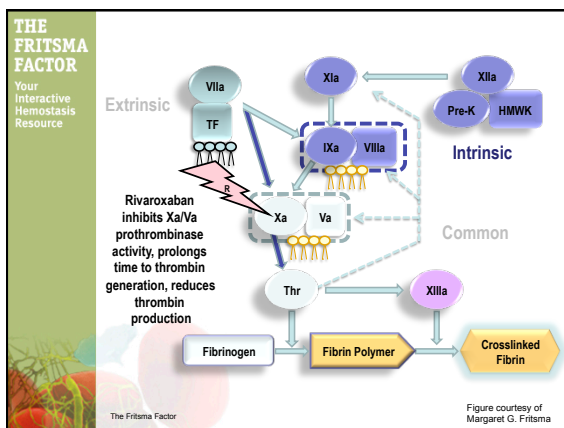 THE
FRITSMA
FACTOR
Your
Interactive
Hemostasis
Resource
Extrinsic
VIIa
TF
XIa
XIIa
Pre-K
HMWK
IXa
VIIIa
Intrinsic
R
Rivaroxaban
inhibits Xa/Va
prothrombinase
activity, prolongs
time to thrombin
generation, reduces
thrombin
production
Xa
Va
Common
Thr
XIIIa
Fibrinogen
Fibrin Polymer
Crosslinked
Fibrin
The Fritsma Factor
Figure courtesy of
Margaret G. Fritsma